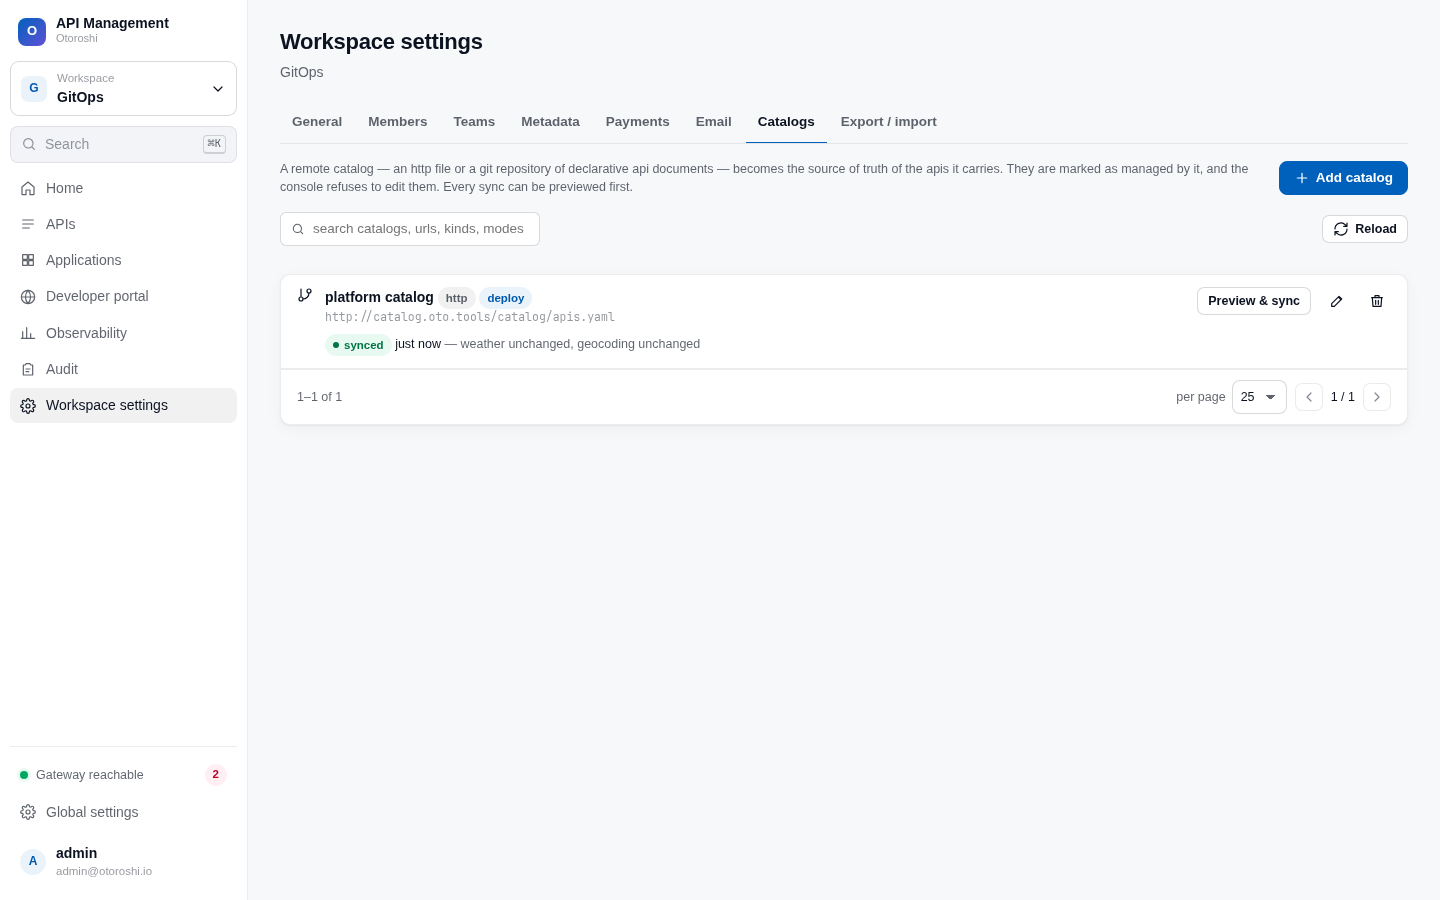 O
API Management
Otoroshi
G
Workspace
GitOps
Search
⌘K
Home
APIs
Applications
Developer portal
Observability
Audit
Workspace settings
Gateway reachable
2
Global settings
A
admin
admin@otoroshi.io
Workspace settings
GitOps
General Members Teams Metadata Payments Email Catalogs Export / import
A remote catalog — an http file or a git repository of declarative api documents — becomes the source of truth of the apis it carries. They are marked as managed by it, and the
console refuses to edit them. Every sync can be previewed first.
Add catalog
search catalogs, urls, kinds, modes
Reload
platform catalog http deploy
Preview & sync
http://catalog.oto.tools/catalog/apis.yaml
synced just now — weather unchanged, geocoding unchanged
1–1 of 1
per page 25 1 / 1